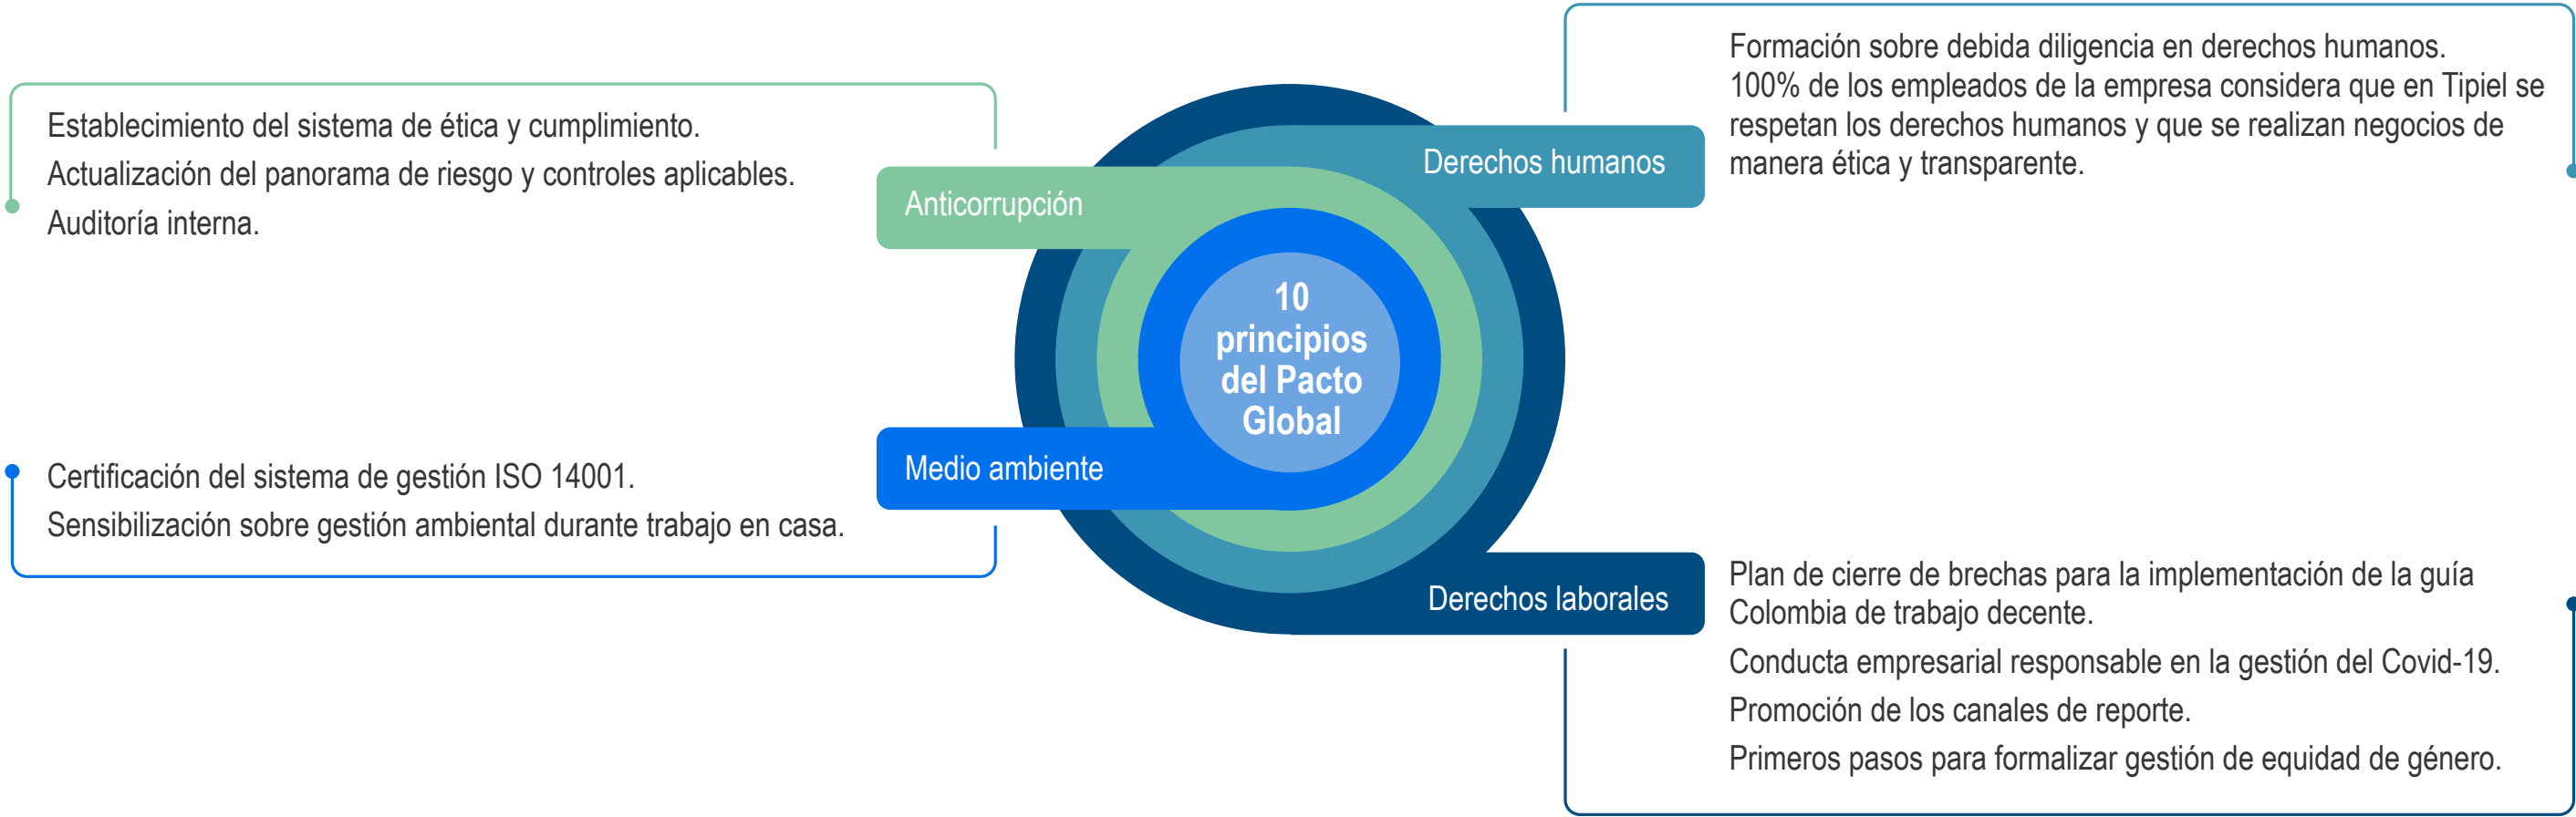 Establecimiento del sistema de ética y cumplimiento.
Actualización del panorama de riesgo y controles aplicables.
Auditoría interna.
Anticorrupción
Derechos humanos
Formación sobre debida diligencia en derechos humanos.
100% de los empleados de la empresa considera que en Tipiel se
respetan los derechos humanos y que se realizan negocios de
manera ética y transparente.
10
principios
del Pacto
Global
Certificación del sistema de gestión ISO 14001.
Sensibilización sobre gestión ambiental durante trabajo en casa.
Medio ambiente
Derechos laborales
Plan de cierre de brechas para la implementación de la guía
Colombia de trabajo decente.
Conducta empresarial responsable en la gestión del Covid-19.
Promoción de los canales de reporte.
Primeros pasos para formalizar gestión de equidad de género.